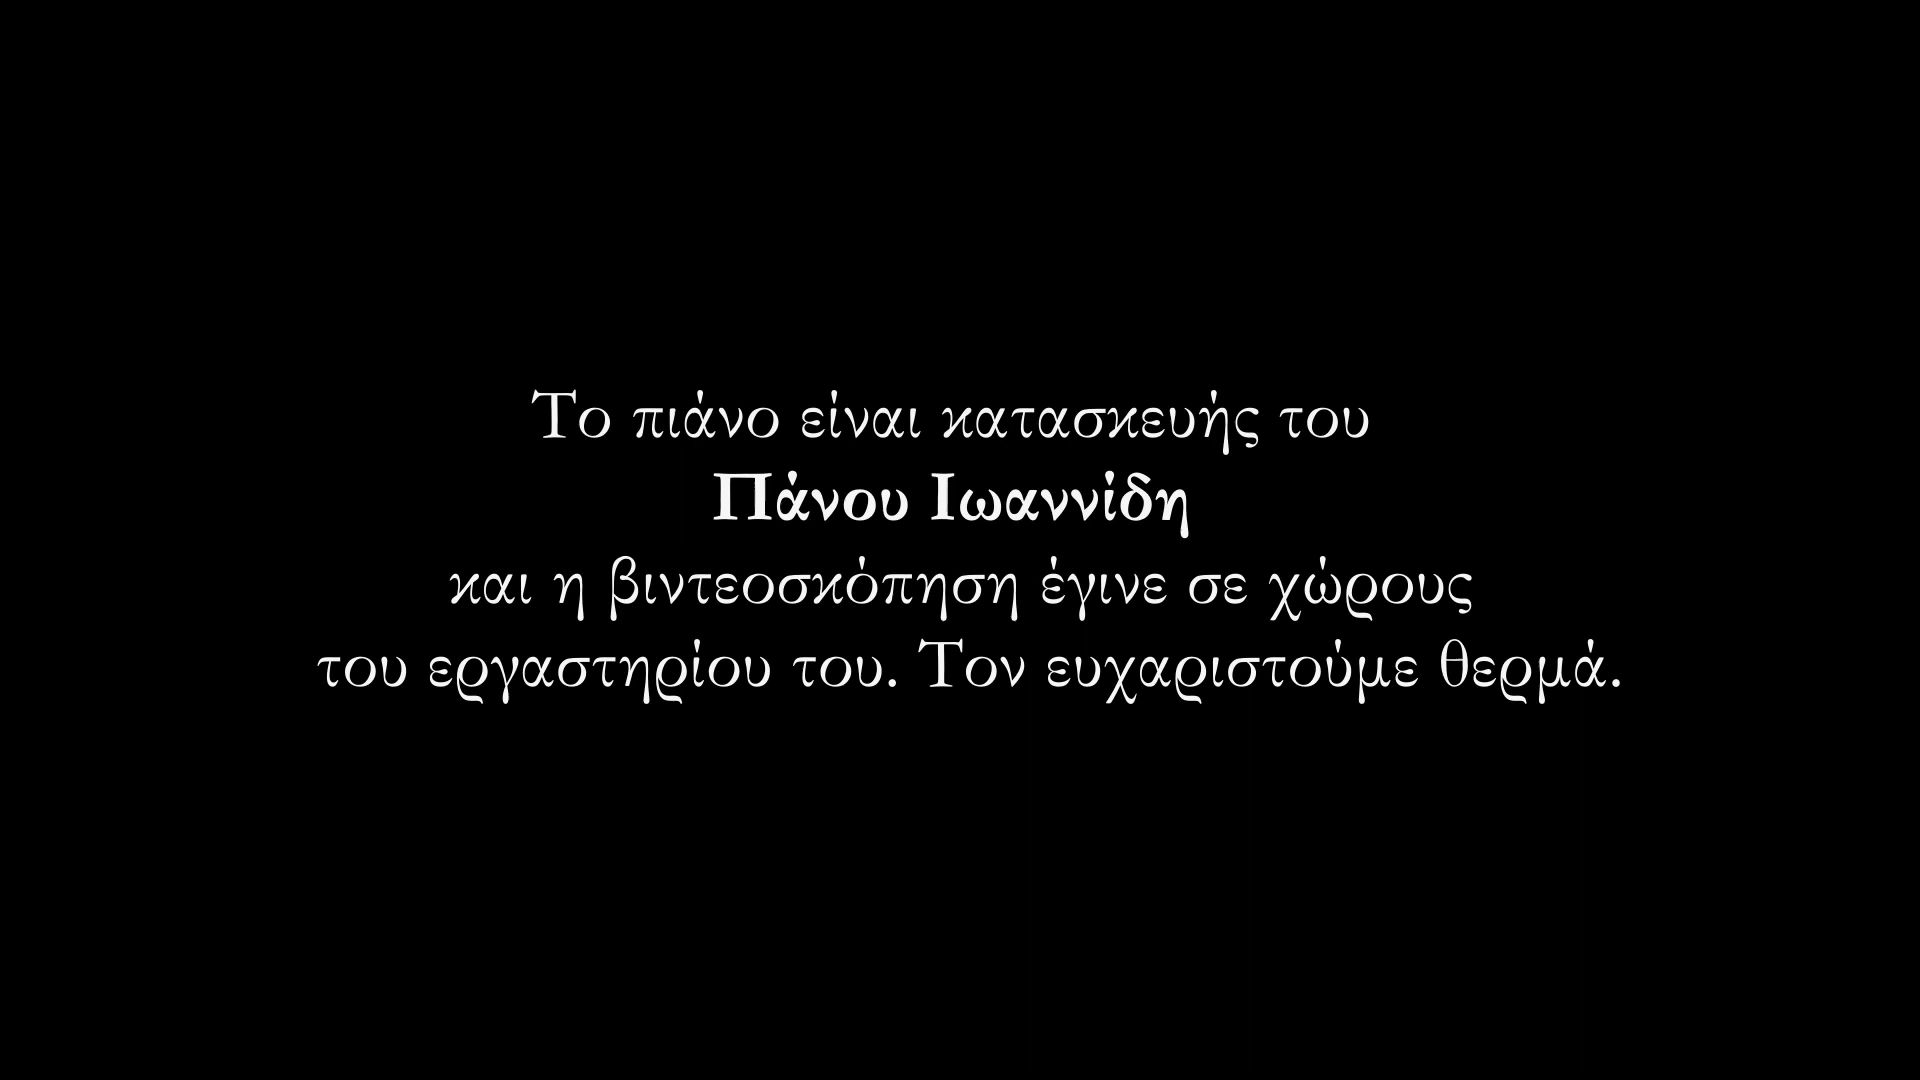 Το πιάνο είναι κατασκευής του
Πάνου Ιωαννίδη
και η βιντεοσκόπηση έγινε σε χώρους
του εργαστηρίου του. Τον ευχαριστούμε θερμά.